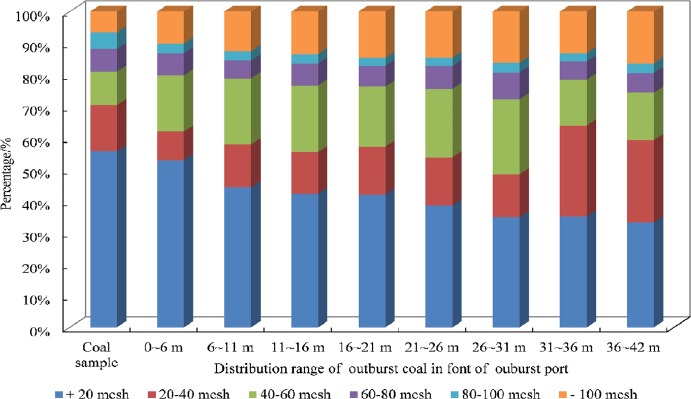 100%
90%
80%
70%
60%
50%
40%
30%
20%
10%
0%
Percentage/%
Coal sample
0~6 m
6~11 m
11~16 m
16~21 m
21~26 m
26~31 m
31~36 m
36~42 m
Distribution range of outburst coal in font of ouburst port
+ 20 mesh
20-40 mesh
40-60 mesh
60-80 mesh
80-100 mesh
- 100 mesh